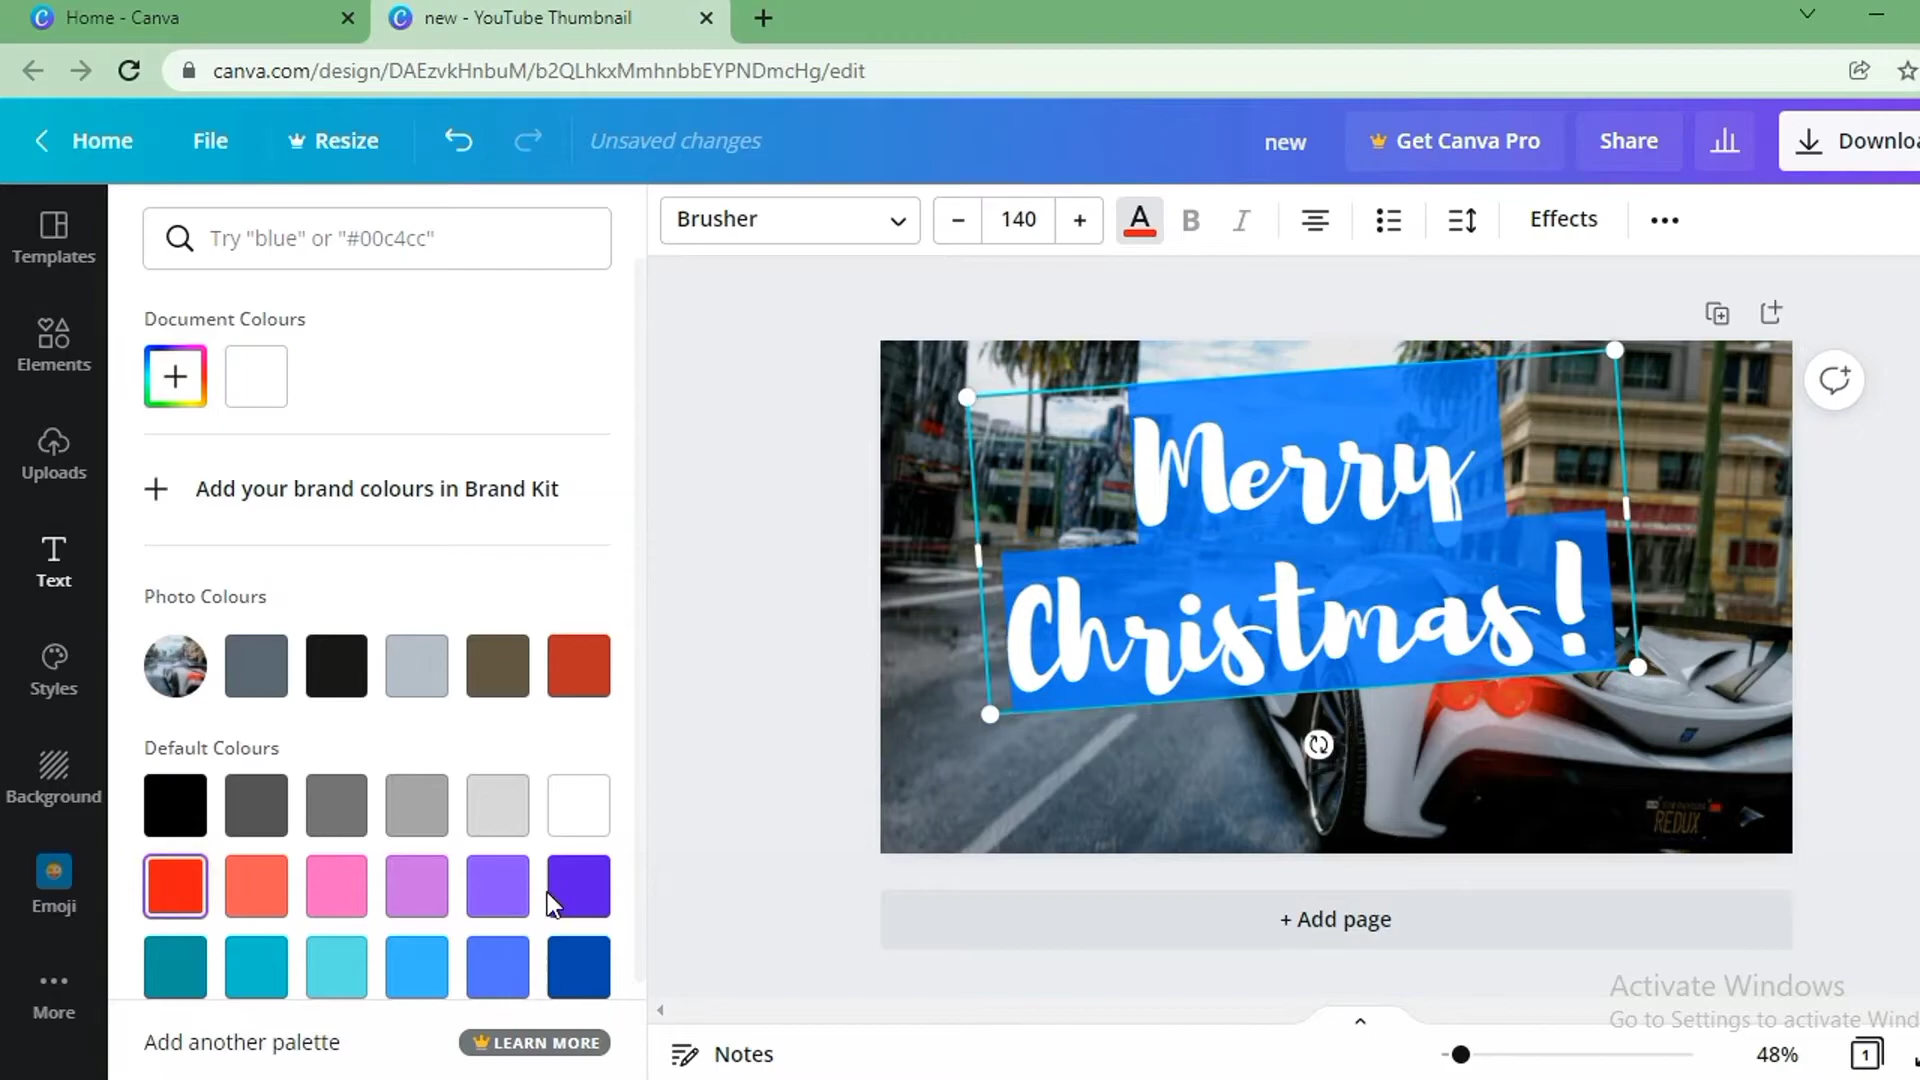 Home - Canva
new - YouTube Thumbnail
canva.com/design/DAEzvkHnbuM/b2QLhkxMmhnbbEYPNDmcHg/edit
Home
File
Resize
Unsaved changes
new
Get Canva Pro
Share
Downloa
Templates
Elements
Uploads
Text
Styles
Background
Emoji
More
Try "blue" or "#00c4cc"
Document Colours
Add your brand colours in Brand Kit
Photo Colours
Default Colours
Add another palette
LEARN MORE
Brusher
140
A
B
I
Effects
Merry
Christmas!
REDUX
+ Add page
Activate Windows
Go to Settings to activate Wind
Notes
48%
1